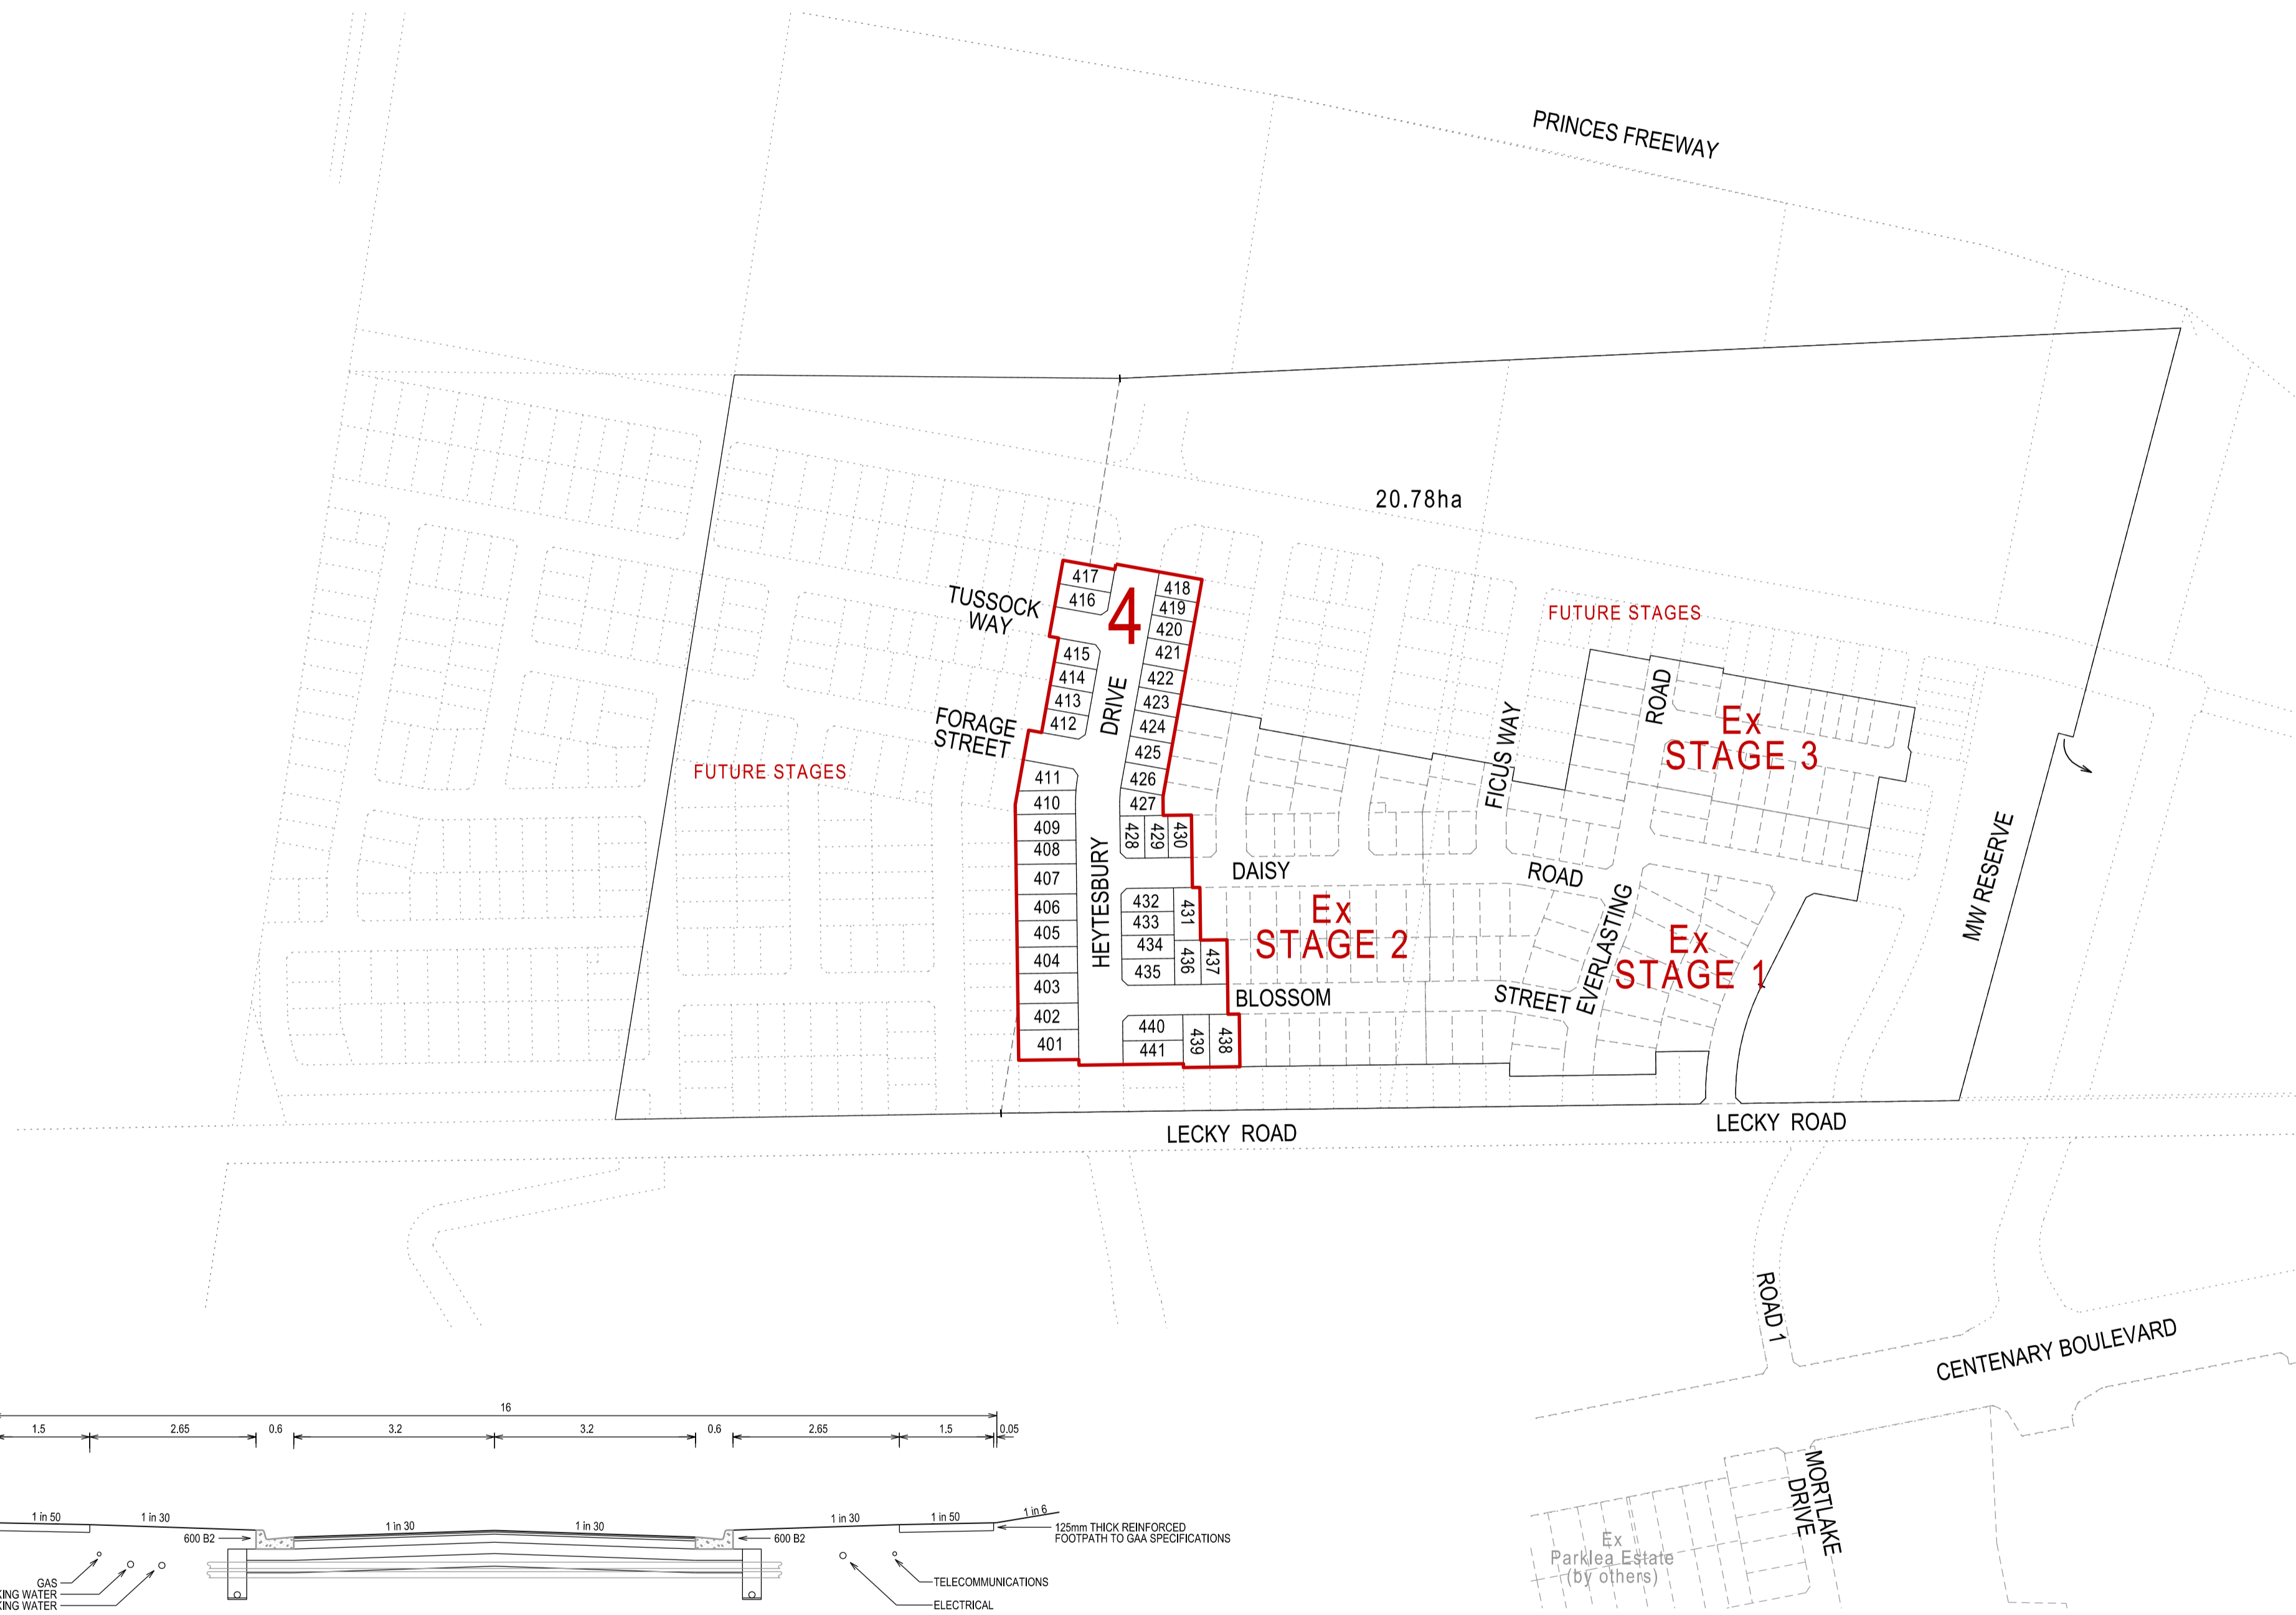 PRINCES FREEWAY
20.78ha
TUSSOCK
WAY
417
416
4
418
419
420
421
422
423
424
425
426
427
415
414
413
412
DRIVE
FORAGE
STREET
FUTURE STAGES
FUTURE STAGES
ROAD
FICUS WAY
Ex
STAGE 3
411
410
409
408
407
406
405
404
403
402
401
HEYTESBURY
428
429
430
DAISY
ROAD
432
433
434
435
431
436
437
Ex
STAGE 2
EVERLASTING
Ex
STAGE 1
MW RESERVE
BLOSSOM
STREET
440
441
439
438
LECKY ROAD
LECKY ROAD
ROAD 1
CENTENARY BOULEVARD
MORTLAKE
DRIVE
Ex
Parklea Estate
(by others)
16
1.5
2.65
0.6
3.2
3.2
0.6
2.65
1.5
0.05
1 in 50
1 in 30
1 in 30
1 in 30
1 in 30
1 in 50
1 in 6
600 B2
600 B2
125mm THICK REINFORCED
FOOTPATH TO GAA SPECIFICATIONS
GAS
KING WATER
KING WATER
TELECOMMUNICATIONS
ELECTRICAL